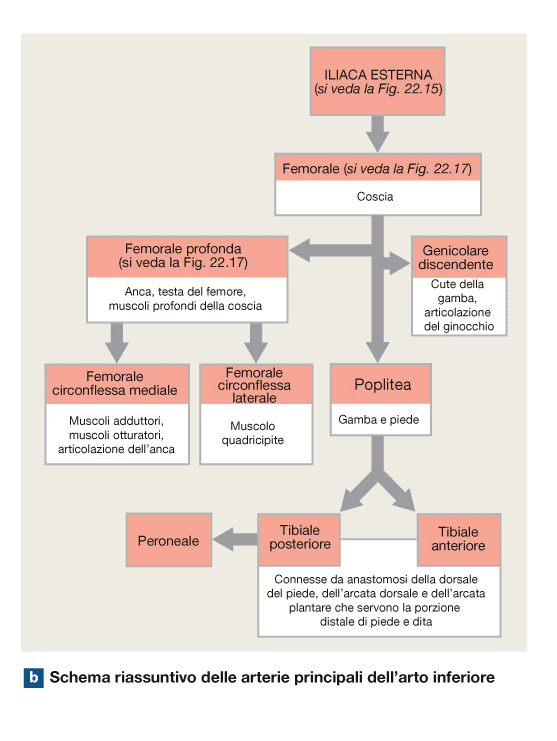 ILIACA ESTERNA
(si veda la Fig. 22.15)
Femorale (si veda la Fig. 22.17)
Coscia
Femorale profonda
(si veda la Fig. 22.17)
Anca, testa del femore,
muscoli profondi della coscia
Genicolare
discendente
Cute della
gamba,
articolazione
del ginocchio
Femorale
circonflessa mediale
Muscoli adduttori,
muscoli otturatori,
articolazione dell'anca
Femorale
circonflessa
laterale
Muscolo
quadricipite
Poplitea
Gamba e piede
Peroneale
Tibiale
posteriore
Tibiale
anteriore
Connesse da anastomosi della dorsale
del piede, dell'arcata dorsale e dell'arcata
plantare che servono la porzione
distale di piede e dita
b Schema riassuntivo delle arterie principali dell'arto inferiore